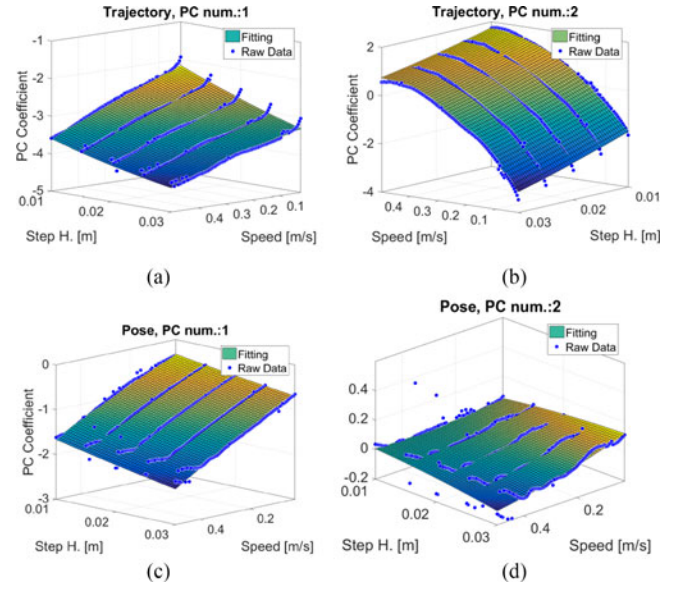 Trajectory, PC num.:1
Fitting
Raw Data
-1
-2
-3
-4
-5
PC Coefficient
0.01
0.02
0.03
Step H. [m]
0.4
0.3
0.2
0.1
Speed [m/s]
(a)
Trajectory, PC num.:2
Fitting
Raw Data
2
0
-2
-4
PC Coefficient
0.4
0.3
0.2
0.1
Speed [m/s]
0.03
0.02
0.01
Step H. [m]
(b)
Pose, PC num.:1
Fitting
Raw Data
0
-1
-2
-3
PC Coefficient
0.01
0.02
0.03
Step H. [m]
0.4
0.2
Speed [m/s]
(c)
Pose, PC num.:2
Fitting
Raw Data
0.4
0.2
0
-0.2
0.01
0.02
0.03
Step H. [m]
0.4
0.2
Speed [m/s]
(d)